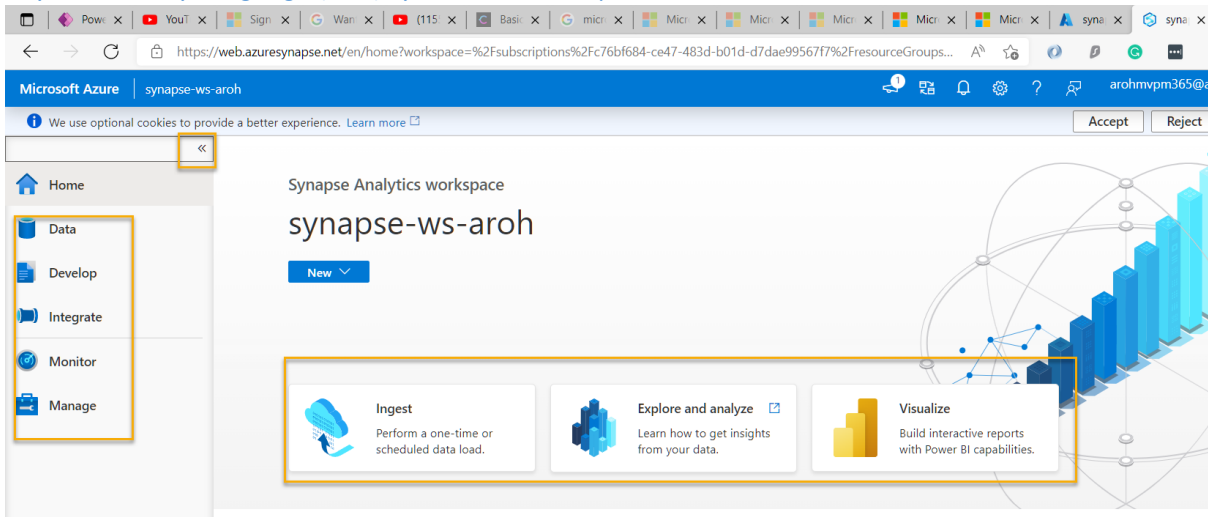 Powe
YouT
Sign
Wan
(115
Basic
micr
Micr
Micr
Micr
Micr
Micr
syna
syna
https://web.azuresynapse.net/en/home?workspace=%2Fsubscriptions%2Fc76bf684-ce47-483d-b01d-d7dae99567f7%2FresourceGroups...
Microsoft Azure synapse-ws-aroh 1 arohmvpm365@a
We use optional cookies to provide a better experience. Learn more Accept Reject
«
Home
Data
Develop
Integrate
Monitor
Manage
Synapse Analytics workspace
synapse-ws-aroh
New
Ingest
Perform a one-time or
scheduled data load.
Explore and analyze
Learn how to get insights
from your data.
Visualize
Build interactive reports
with Power BI capabilities.